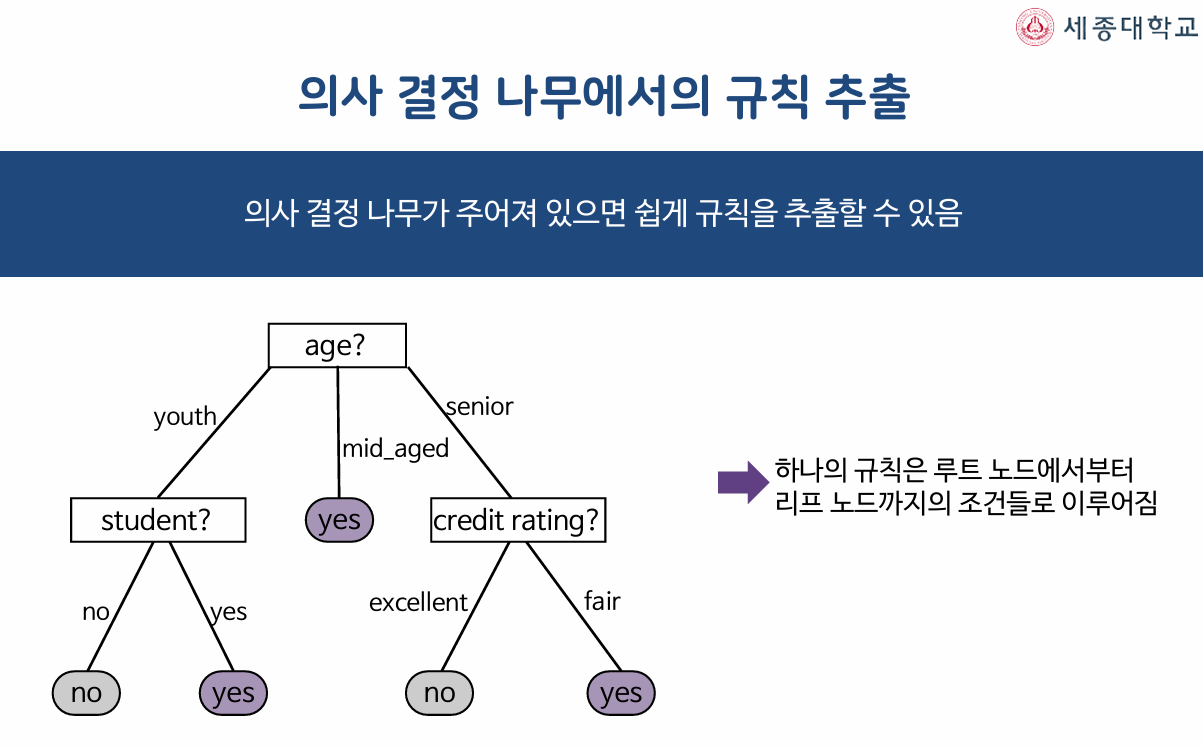 세종대학교
의사 결정 나무에서의 규칙 추출
의사 결정 나무가 주어져 있으면 쉽게 규칙을 추출할 수 있음
age?
youth
mid_aged
senior
student?
yes
credit rating?
하나의 규칙은 루트 노드에서부터
리프 노드까지의 조건들로 이루어짐
no
yes
excellent
fair
no
yes
no
yes